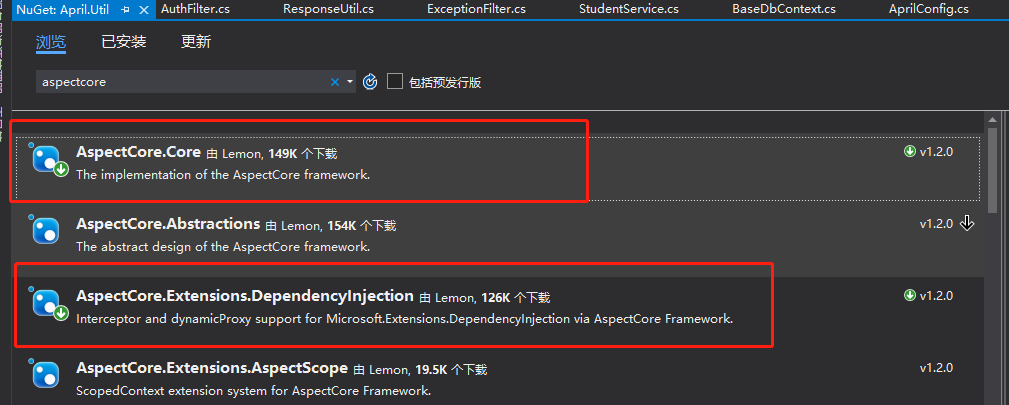 NuGet: April.Util AuthFilter.cs ResponseUtil.cs ExceptionFilter.cs StudentService.cs BaseDbContext.cs AprilConfig.cs
浏览 已安装 更新
aspectcore 包括预发行版
AspectCore.Core 由 Lemon, 149K 个下载 v1.2.0
The implementation of the AspectCore framework.
AspectCore.Abstractions 由 Lemon, 154K 个下载 v1.2.0
The abstract design of the AspectCore framework.
AspectCore.Extensions.DependencyInjection 由 Lemon, 126K 个下载 v1.2.0
Interceptor and dynamicProxy support for Microsoft.Extensions.DependencyInjection via AspectCore Framework.
AspectCore.Extensions.AspectScope 由 Lemon, 19.5K 个下载 v1.2.0
ScopedContext extension system for AspectCore Framework.